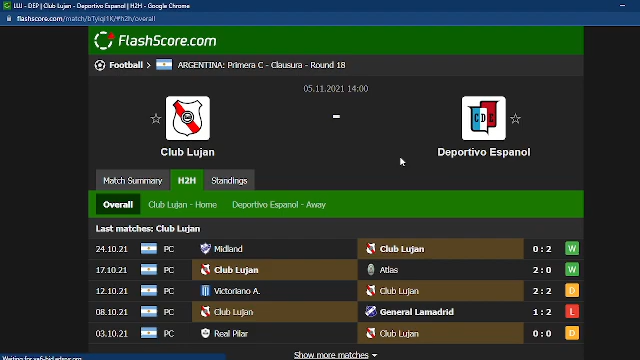 LUJ - DEP | Club Lujan - Deportivo Espanol | H2H - Google Chrome
flashscore.com/match/bTyiqI1K/#h2h/overall
FlashScore.com
Football
ARGENTINA: Primera C - Clausura - Round 18
05.11.2021 14:00
-
CDE
Club Lujan
Deportivo Espanol
Match Summary H2H Standings
Overall Club Lujan - Home Deportivo Espanol - Away
Last matches: Club Lujan
24.10.21 PC Midland Club Lujan 0 : 2 W
17.10.21 PC Club Lujan Atlas 2 : 0 W
12.10.21 PC Victoriano A. Club Lujan 2 : 2 D
08.10.21 PC Club Lujan General Lamadrid 1 : 2 L
03.10.21 PC Real Pilar Club Lujan 0 : 0 D
Show more matches